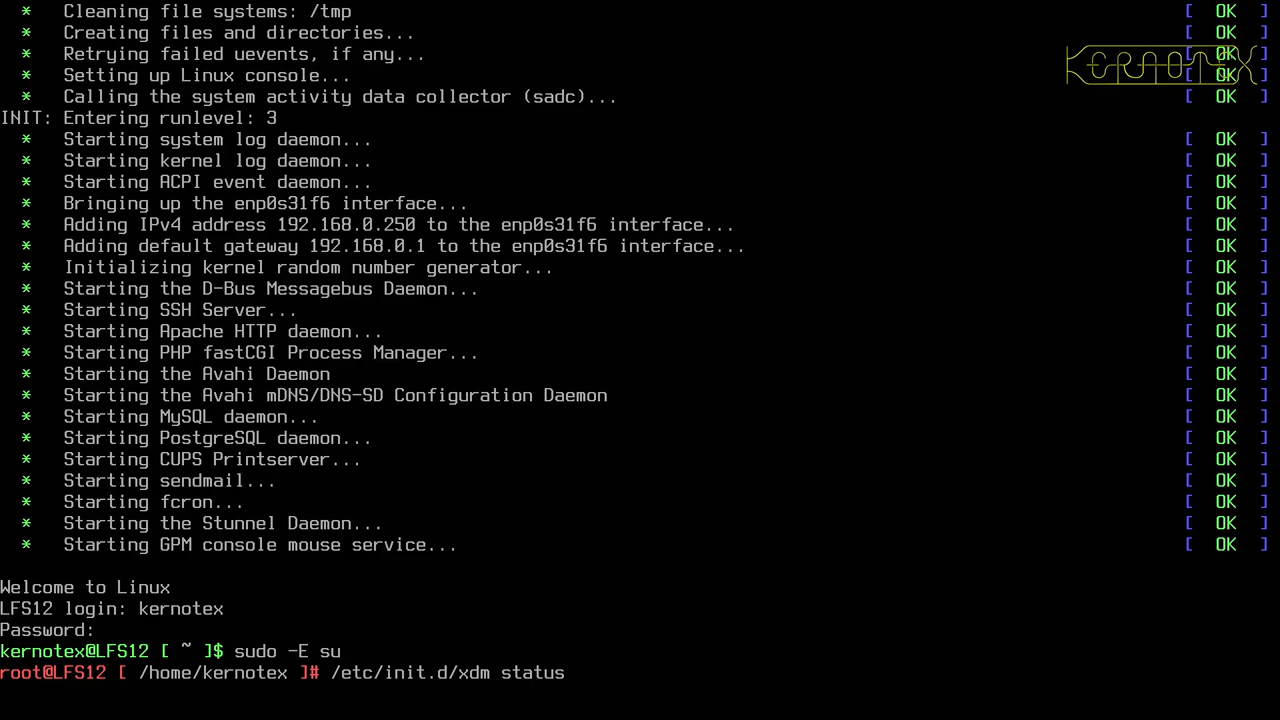 * Cleaning file systems: /tmp [ OK ]
* Creating files and directories... [ OK ]
* Retrying failed uevents, if any... [ OK ]
* Setting up Linux console... [ OK ]
* Calling the system activity data collector (sadc)... [ OK ]
KERNOTEX
INIT: Entering runlevel: 3
* Starting system log daemon... [ OK ]
* Starting kernel log daemon... [ OK ]
* Starting ACPI event daemon... [ OK ]
* Bringing up the enp0s31f6 interface... [ OK ]
* Adding IPv4 address 192.168.0.250 to the enp0s31f6 interface... [ OK ]
* Adding default gateway 192.168.0.1 to the enp0s31f6 interface... [ OK ]
* Initializing kernel random number generator... [ OK ]
* Starting the D-Bus Messagebus Daemon... [ OK ]
* Starting SSH Server... [ OK ]
* Starting Apache HTTP daemon... [ OK ]
* Starting PHP fastCGI Process Manager... [ OK ]
* Starting the Avahi Daemon [ OK ]
* Starting the Avahi mDNS/DNS-SD Configuration Daemon [ OK ]
* Starting MySQL daemon... [ OK ]
* Starting PostgreSQL daemon... [ OK ]
* Starting CUPS Printserver... [ OK ]
* Starting sendmail... [ OK ]
* Starting fcron... [ OK ]
* Starting the Stunnel Daemon... [ OK ]
* Starting GPM console mouse service... [ OK ]
Welcome to Linux
LFS12 login: kernotex
Password:
kernotex@LFS12 [ ~ ]$ sudo -E su
root@LFS12 [ /home/kernotex ]# /etc/init.d/xdm status